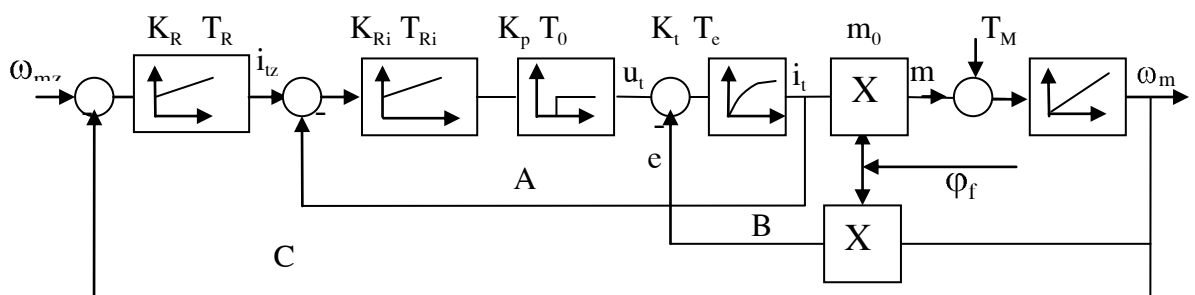 K_R T_R K_Ri T_Ri K_p T_0 K_t T_e m_0 T_M
ω_mz i_tz u_t i_t m ω_m
X
- - - -
e
A φ_f
B X
C